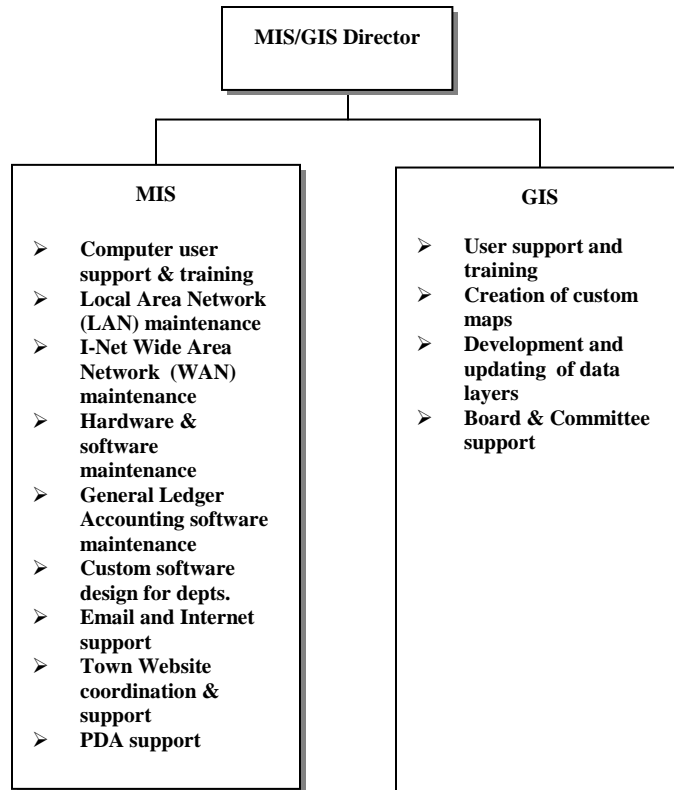 MIS/GIS Director
MIS
➢ Computer user
support & training
➢ Local Area Network
(LAN) maintenance
➢ I-Net Wide Area
Network (WAN)
maintenance
➢ Hardware &
software
maintenance
➢ General Ledger
Accounting software
maintenance
➢ Custom software
design for depts.
➢ Email and Internet
support
➢ Town Website
coordination &
support
➢ PDA support
GIS
➢ User support and
training
➢ Creation of custom
maps
➢ Development and
updating of data
layers
➢ Board & Committee
support